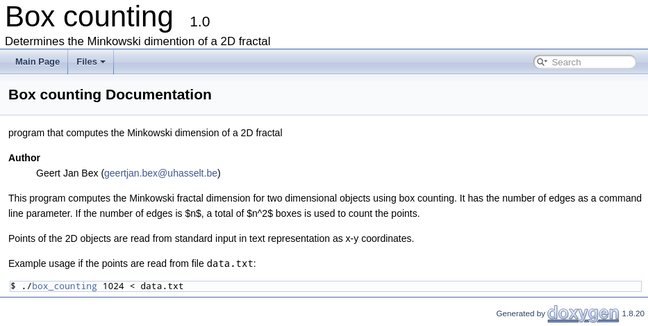 Box counting 1.0
Determines the Minkowski dimention of a 2D fractal
Main Page Files Search
Box counting Documentation
program that computes the Minkowski dimension of a 2D fractal
Author
Geert Jan Bex (geertjan.bex@uhasselt.be)
This program computes the Minkowski fractal dimension for two dimensional objects using box counting. It has the number of edges as a command
line parameter. If the number of edges is $n$, a total of $n^2$ boxes is used to count the points.
Points of the 2D objects are read from standard input in text representation as x-y coordinates.
Example usage if the points are read from file data.txt:
$ ./box_counting 1024 < data.txt
Generated by doxygen 1.8.20